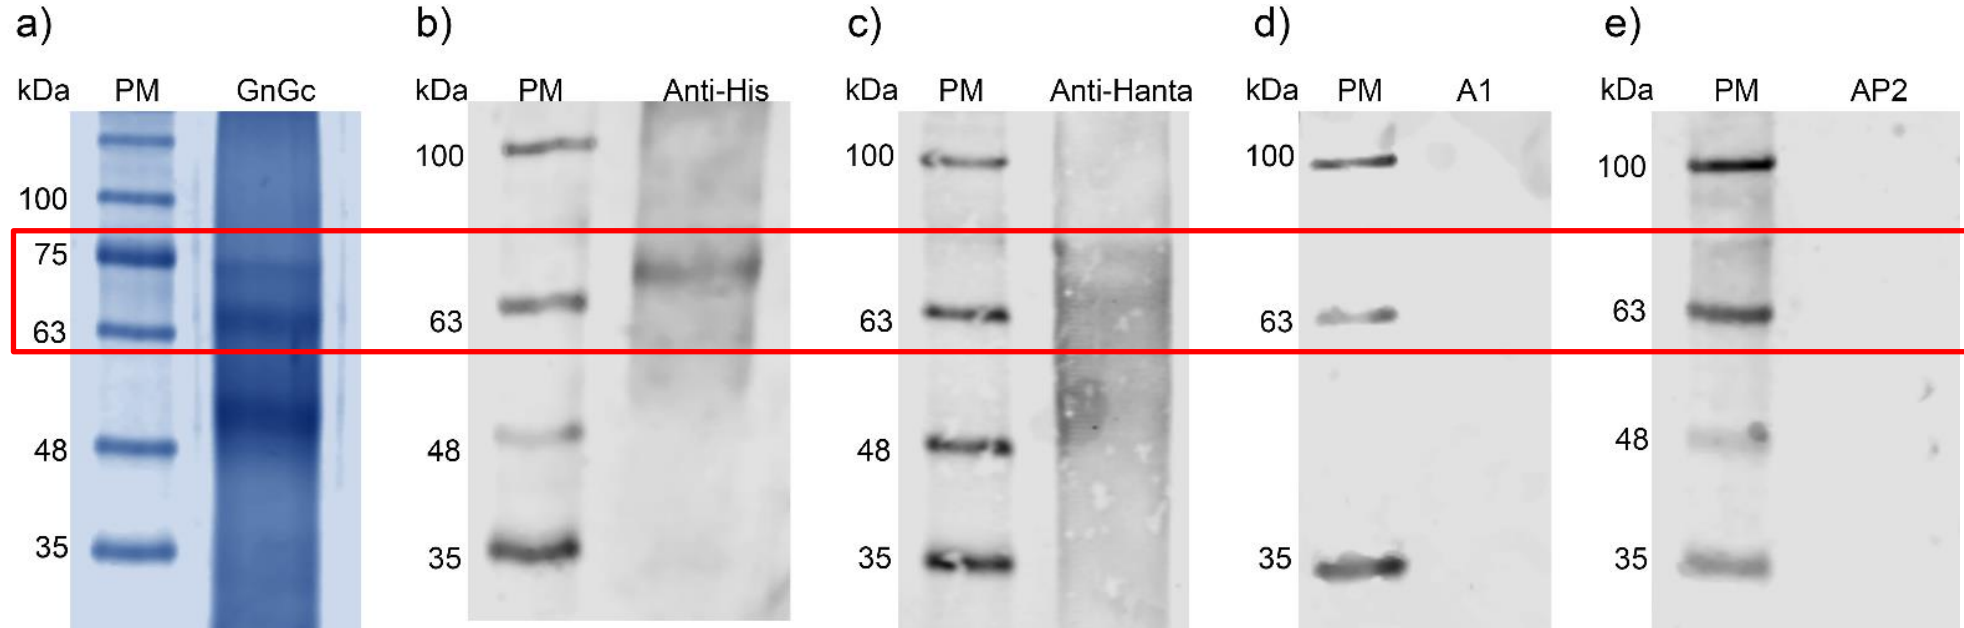 a) b) c) d) e)
kDa PM GnGc kDa PM Anti-His kDa PM Anti-Hanta kDa PM A1 kDa PM AP2
100 100 100 100 100
75
63 63 63 63 63
48 48 48 48
35 35 35 35 35